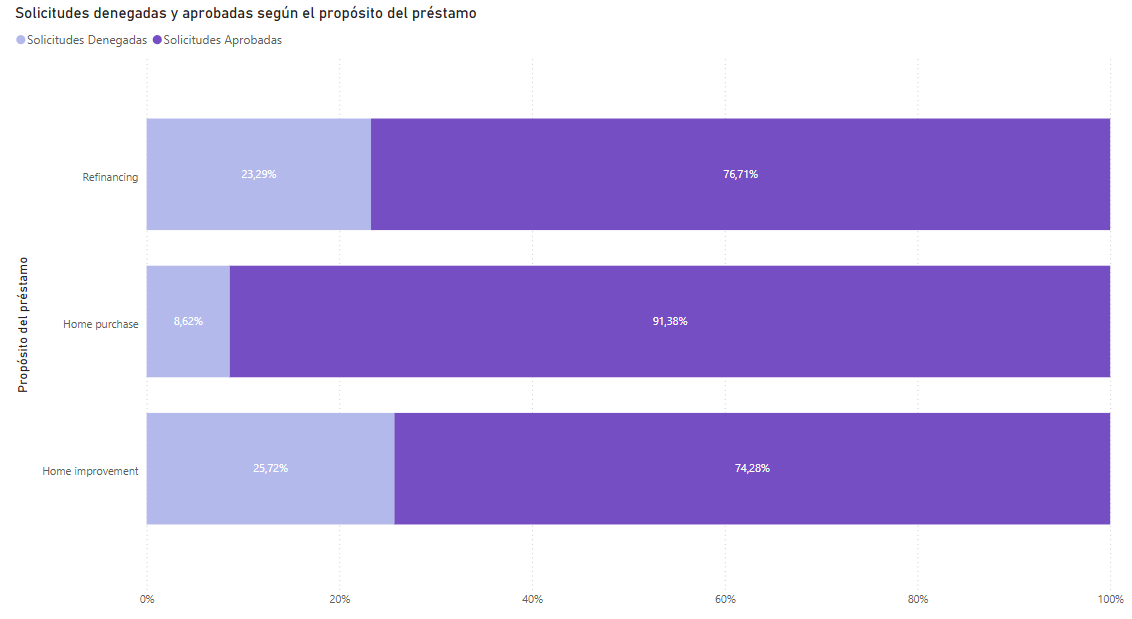 Solicitudes denegadas y aprobadas según el propósito del préstamo
Solicitudes Denegadas Solicitudes Aprobadas
Propósito del préstamo
Refinancing
23,29%
76,71%
Home purchase
8,62%
91,38%
Home improvement
25,72%
74,28%
0% 20% 40% 60% 80% 100%